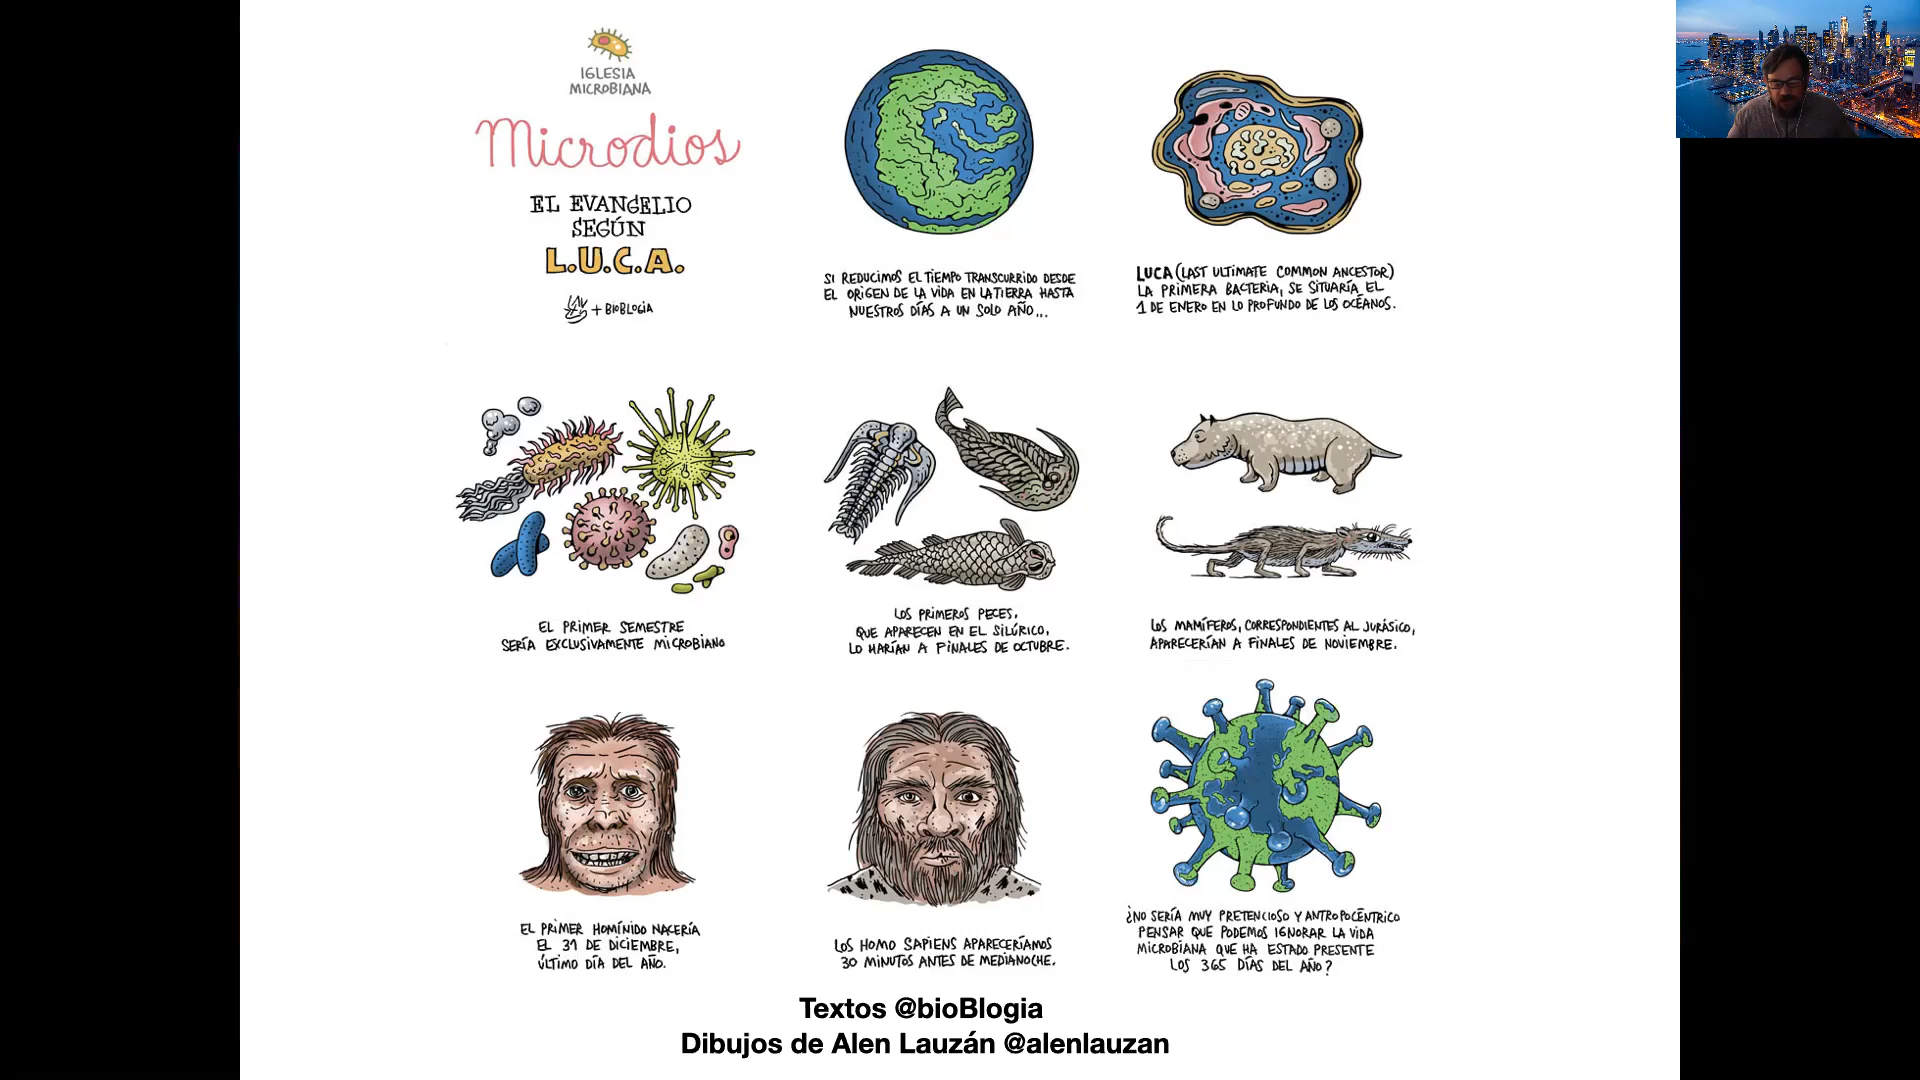 IGLESIA
MICROBIANA
Microdios
EL EVANGELIO
SEGÚN
L.U.C.A.
+ BIOBLOGIA
SI REDUCIMOS EL TIEMPO TRANSCURRIDO DESDE
EL ORIGEN DE LA VIDA EN LA TIERRA HASTA
NUESTROS DÍAS A UN SOLO AÑO...
LUCA (LAST ULTIMATE COMMON ANCESTOR)
LA PRIMERA BACTERIA, SE SITUARÍA EL
1 DE ENERO EN LO PROFUNDO DE LOS OCÉANOS.
EL PRIMER SEMESTRE
SERÍA EXCLUSIVAMENTE MICROBIANO
LOS PRIMEROS PECES,
QUE APARECEN EN EL SILÚRICO,
LO HARÍAN A FINALES DE OCTUBRE.
LOS MAMÍFEROS, CORRESPONDIENTES AL JURÁSICO,
APARECERÍAN A FINALES DE NOVIEMBRE.
EL PRIMER HOMÍNIDO NACERÍA
EL 31 DE DICIEMBRE,
ÚLTIMO DÍA DEL AÑO.
LOS HOMO SAPIENS APARECERÍAMOS
30 MINUTOS ANTES DE MEDIANOCHE.
¿NO SERÍA MUY PRETENCIOSO Y ANTROPOCÉNTRICO
PENSAR QUE PODEMOS IGNORAR LA VIDA
MICROBIANA QUE HA ESTADO PRESENTE
LOS 365 DÍAS DEL AÑO?
Textos @bioBlogia
Dibujos de Alen Lauzán @alenlauzan